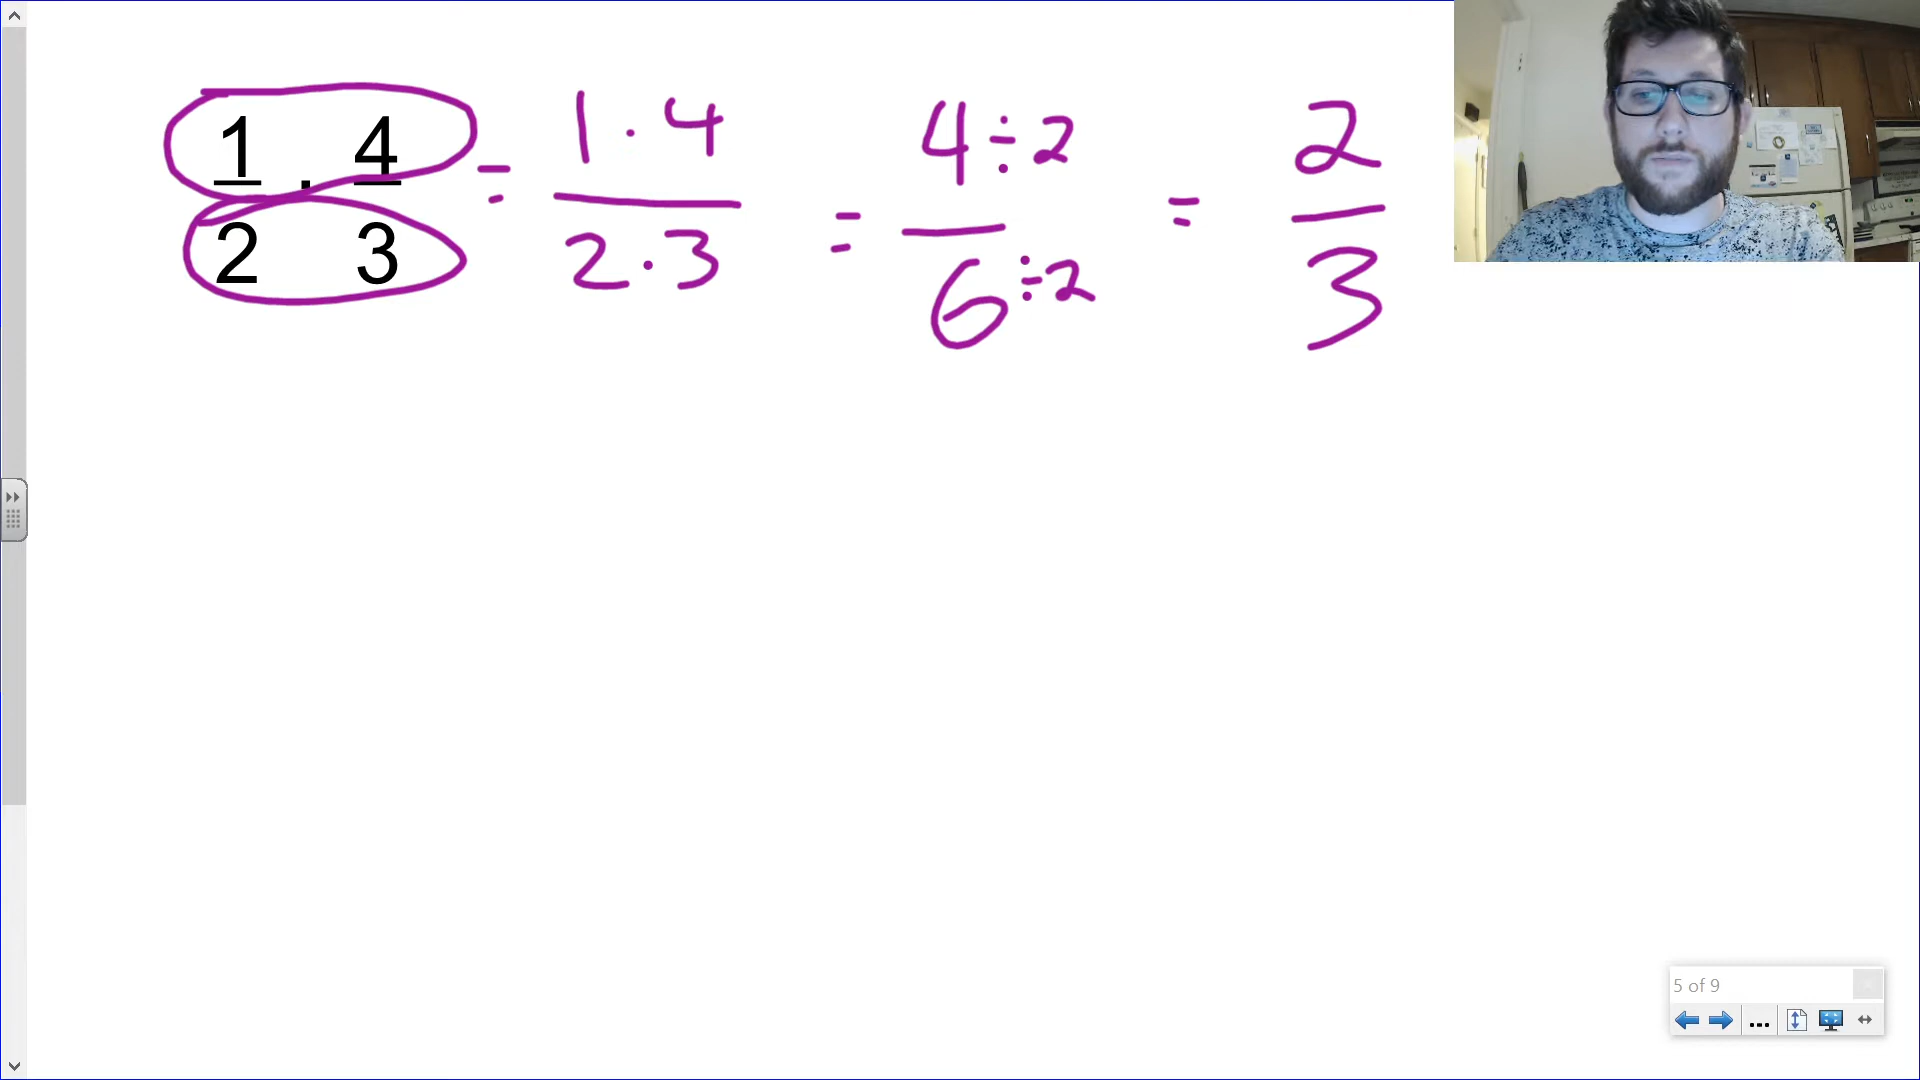 1 . 4 = 1 · 4 = 4 ÷ 2 = 2
2 3 2 · 3 6 ÷ 2 3
5 of 9
...